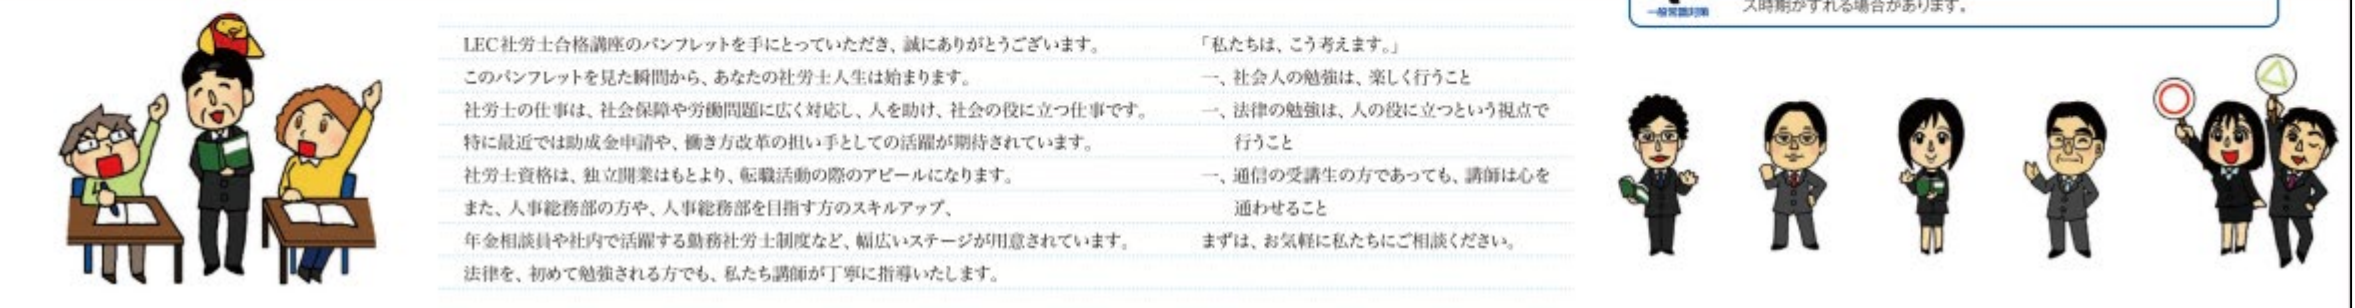 LEC社労士合格講座のパンフレットを手にとっていただき、誠にありがとうございます。
このパンフレットを見た瞬間から、あなたの社労士人生は始まります。
社労士の仕事は、社会保障や労働問題に広く対応し、人を助け、社会の役に立つ仕事です。
特に最近では助成金申請や、働き方改革の担い手としての活躍が期待されています。
社労士資格は、独立開業はもとより、転職活動の際のアピールになります。
また、人事総務部の方や、人事総務部を目指す方のスキルアップ、
年金相談員や社内で活躍する勤務社労士制度など、幅広いステージが用意されています。
法律を、初めて勉強される方でも、私たち講師が丁寧に指導いたします。
「私たちは、こう考えます。」
一、社会人の勉強は、楽しく行うこと
一、法律の勉強は、人の役に立つという視点で
行うこと
一、通信の受講生の方であっても、講師は心を
通わせること
まずは、お気軽に私たちにご相談ください。
一般常識対策
ス時期がずれる場合があります。